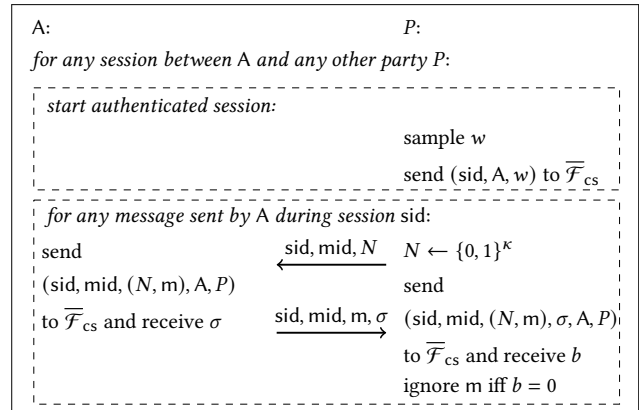 A: P:
for any session between A and any other party P:
start authenticated session:
sample w
send (sid, A, w) to F̅cs
for any message sent by A during session sid:
send sid, mid, N N ← {0, 1}^κ
(sid, mid, (N, m), A, P) send
to F̅cs and receive σ sid, mid, m, σ (sid, mid, (N, m), σ, A, P)
to F̅cs and receive b
ignore m iff b = 0